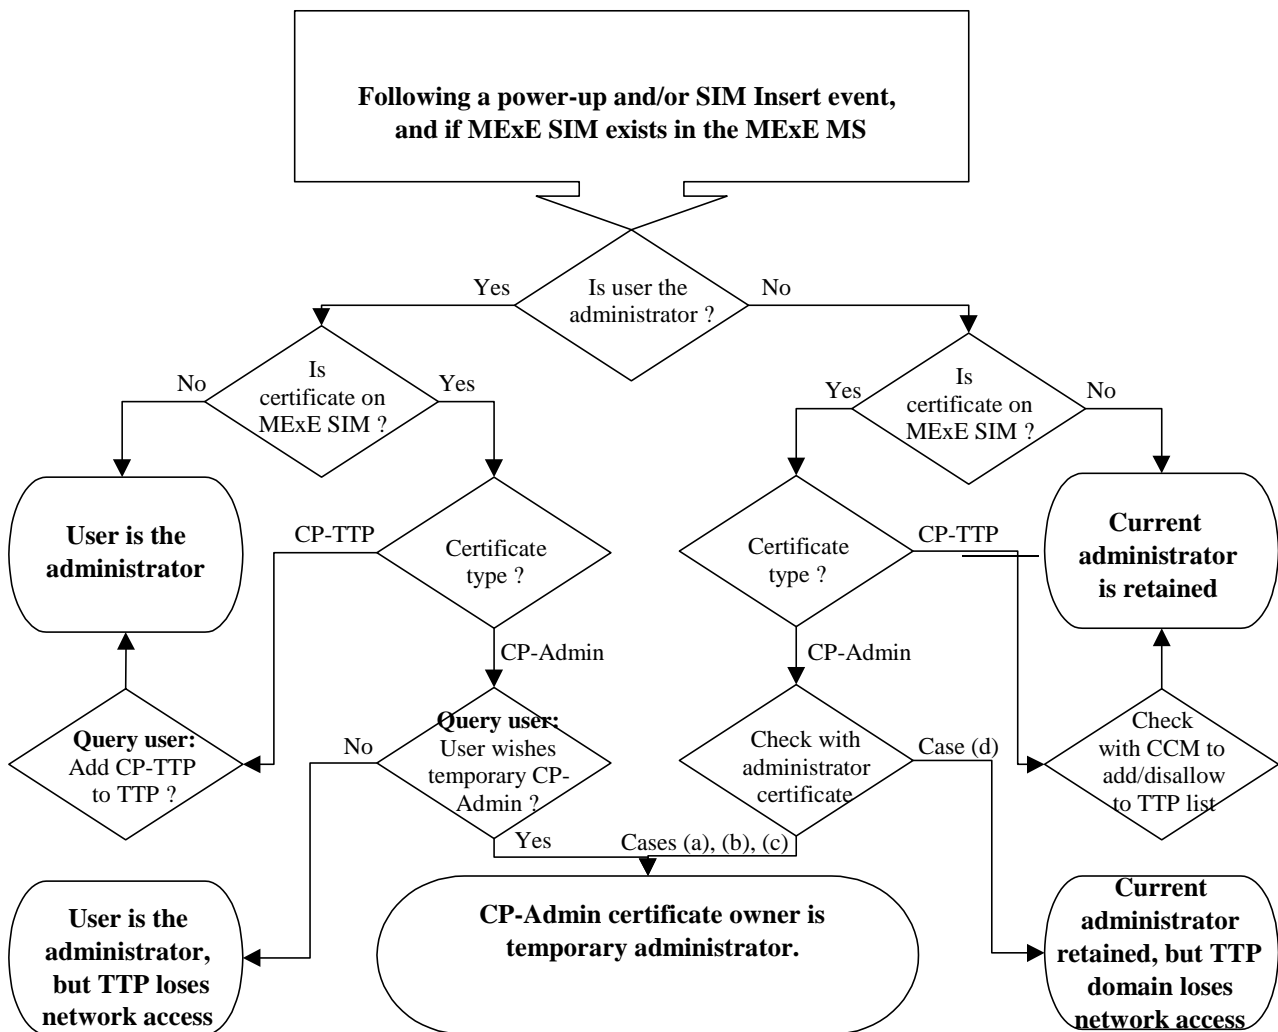 Following a power-up and/or SIM Insert event,
and if MExE SIM exists in the MExE MS
Is user the
administrator ?
Yes
No
Is
certificate on
MExE SIM ?
No
Yes
Is
certificate on
MExE SIM ?
Yes
No
User is the
administrator
CP-TTP
Certificate
type ?
Certificate
type ?
CP-TTP
Current
administrator
is retained
CP-Admin
CP-Admin
Query user:
Add CP-TTP
to TTP ?
No
Query user:
User wishes
temporary CP-
Admin ?
Check with
administrator
certificate
Case (d)
Check
with CCM to
add/disallow
to TTP list
Yes
Cases (a), (b), (c)
User is the
administrator,
but TTP loses
network access
CP-Admin certificate owner is
temporary administrator.
Current
administrator
retained, but TTP
domain loses
network access